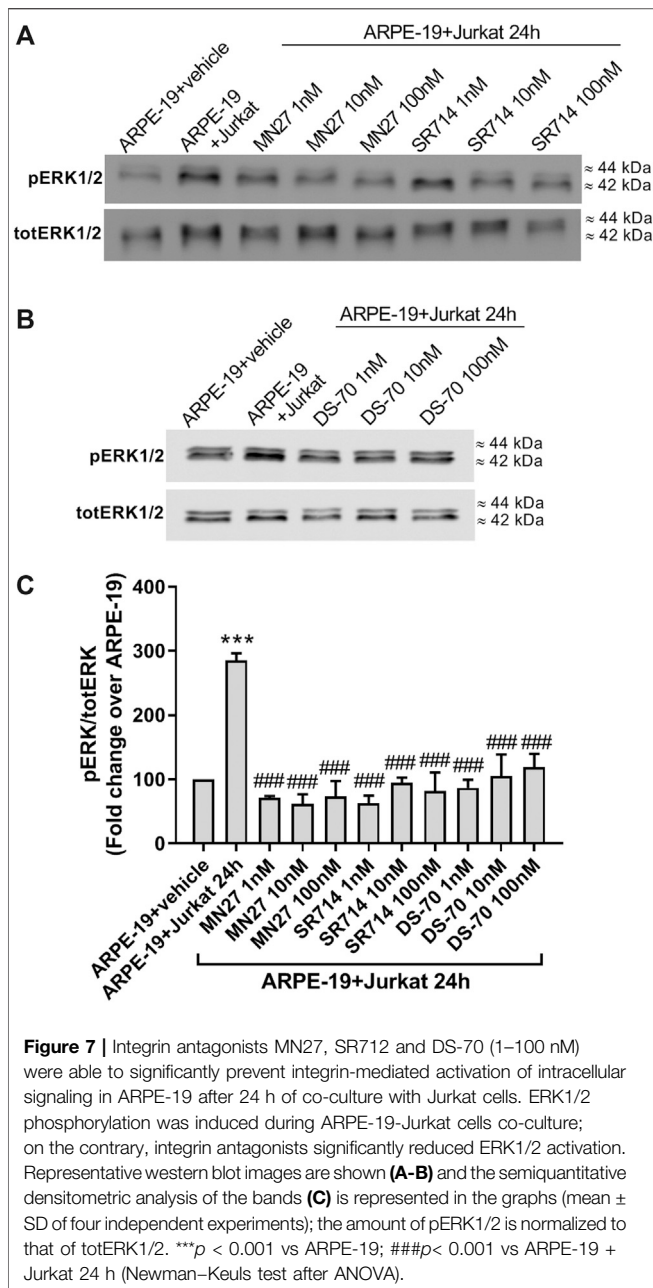 A
ARPE-19+Jurkat 24h
ARPE-19+vehicle
ARPE-19
+Jurkat
MN27 1nM
MN27 10nM
MN27 100nM
SR714 1nM
SR714 10nM
SR714 100nM
pERK1/2
≈ 44 kDa
≈ 42 kDa
totERK1/2
≈ 44 kDa
≈ 42 kDa
B
ARPE-19+Jurkat 24h
ARPE-19+vehicle
ARPE-19
+Jurkat
DS-70 1nM
DS-70 10nM
DS-70 100nM
pERK1/2
≈ 44 kDa
≈ 42 kDa
totERK1/2
≈ 44 kDa
≈ 42 kDa
C
pERK/totERK
(Fold change over ARPE-19)
400
300
200
100
0
***
###
###
###
###
###
###
###
###
###
ARPE-19+vehicle
ARPE-19+Jurkat 24h
MN27 1nM
MN27 10nM
MN27 100nM
SR714 1nM
SR714 10nM
SR714 100nM
DS-70 1nM
DS-70 10nM
DS-70 100nM
ARPE-19+Jurkat 24h
Figure 7 | Integrin antagonists MN27, SR712 and DS-70 (1–100 nM)
were able to significantly prevent integrin-mediated activation of intracellular
signaling in ARPE-19 after 24 h of co-culture with Jurkat cells. ERK1/2
phosphorylation was induced during ARPE-19-Jurkat cells co-culture;
on the contrary, integrin antagonists significantly reduced ERK1/2 activation.
Representative western blot images are shown (A-B) and the semiquantitative
densitometric analysis of the bands (C) is represented in the graphs (mean ±
SD of four independent experiments); the amount of pERK1/2 is normalized to
that of totERK1/2. ***p < 0.001 vs ARPE-19; ###p< 0.001 vs ARPE-19 +
Jurkat 24 h (Newman–Keuls test after ANOVA).